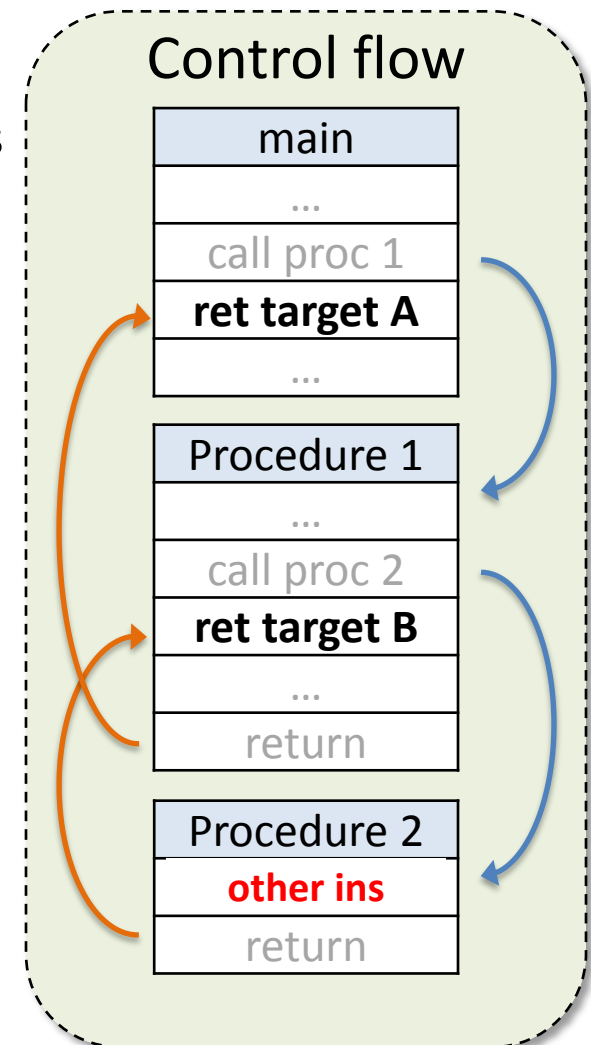 Control flow
s
main
...
call proc 1
ret target A
...
Procedure 1
...
call proc 2
ret target B
...
return
Procedure 2
other ins
return